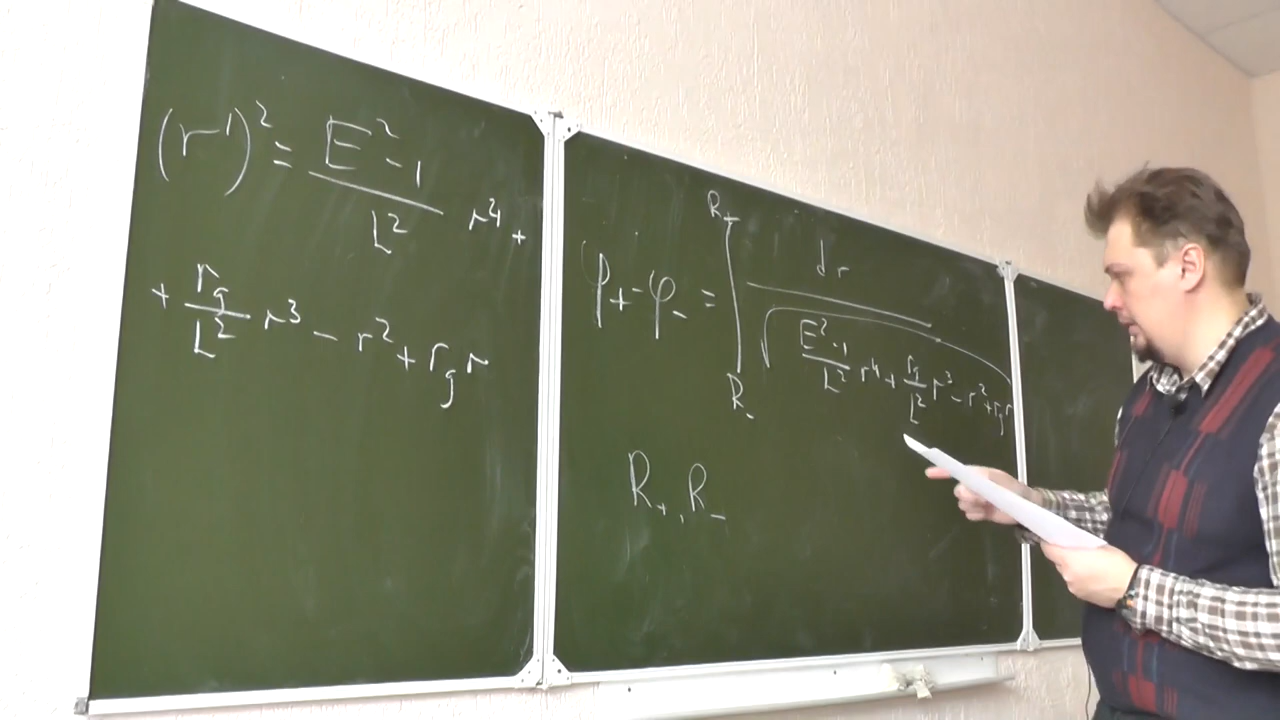 (r')² = (E²-1)/L² r⁴ +
+ r_g/L² r³ - r² + r_g r
φ₊ - φ₋ = ∫_{R₋}^{R₊} dr / √((E²-1)/L² r⁴ + r_g/L² r³ - r² + r_g r)
R₊, R₋